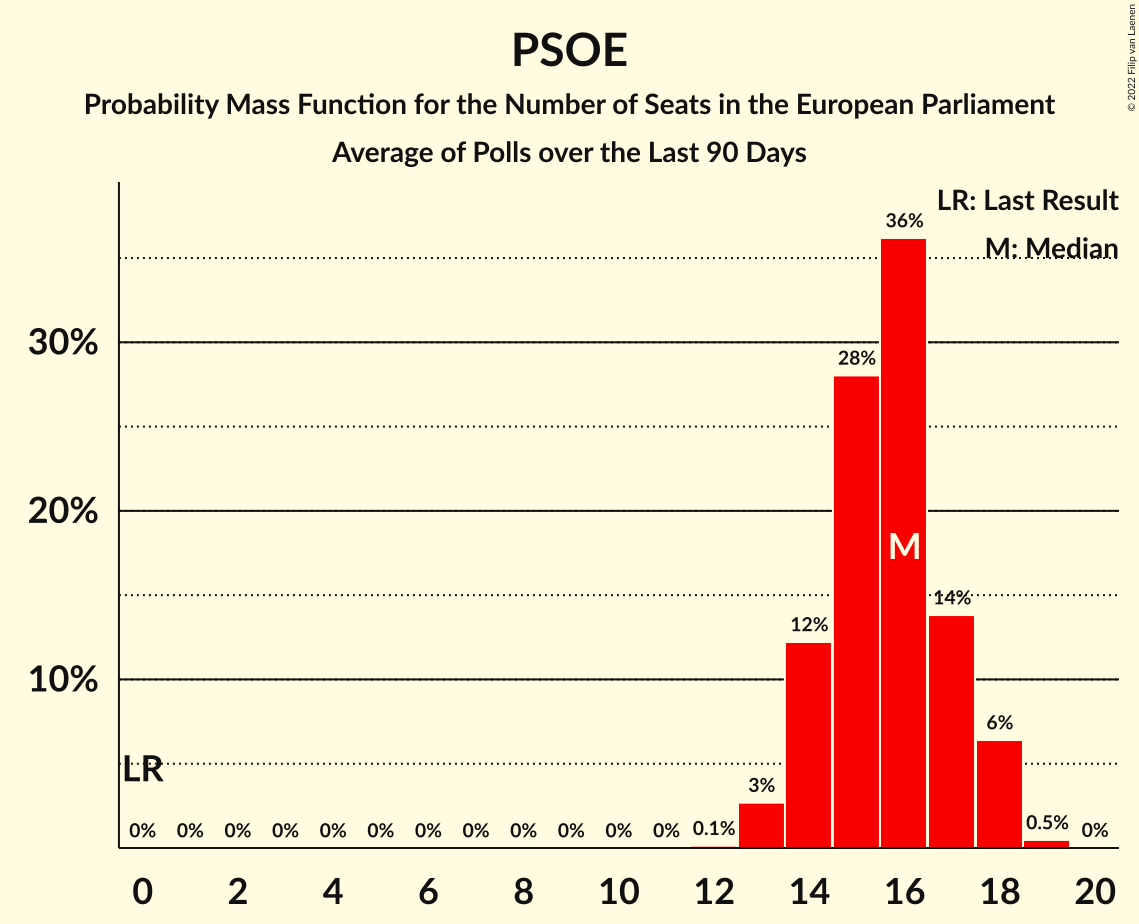 PSOE
Probability Mass Function for the Number of Seats in the European Parliament
Average of Polls over the Last 90 Days
© 2022 Filip van Laenen
LR: Last Result
M: Median
36%
30%
28%
20%
M
14%
12%
10%
6%
LR
3%
0% 0% 0% 0% 0% 0% 0% 0% 0% 0% 0% 0% 0.1% 0.5% 0%
0 2 4 6 8 10 12 14 16 18 20